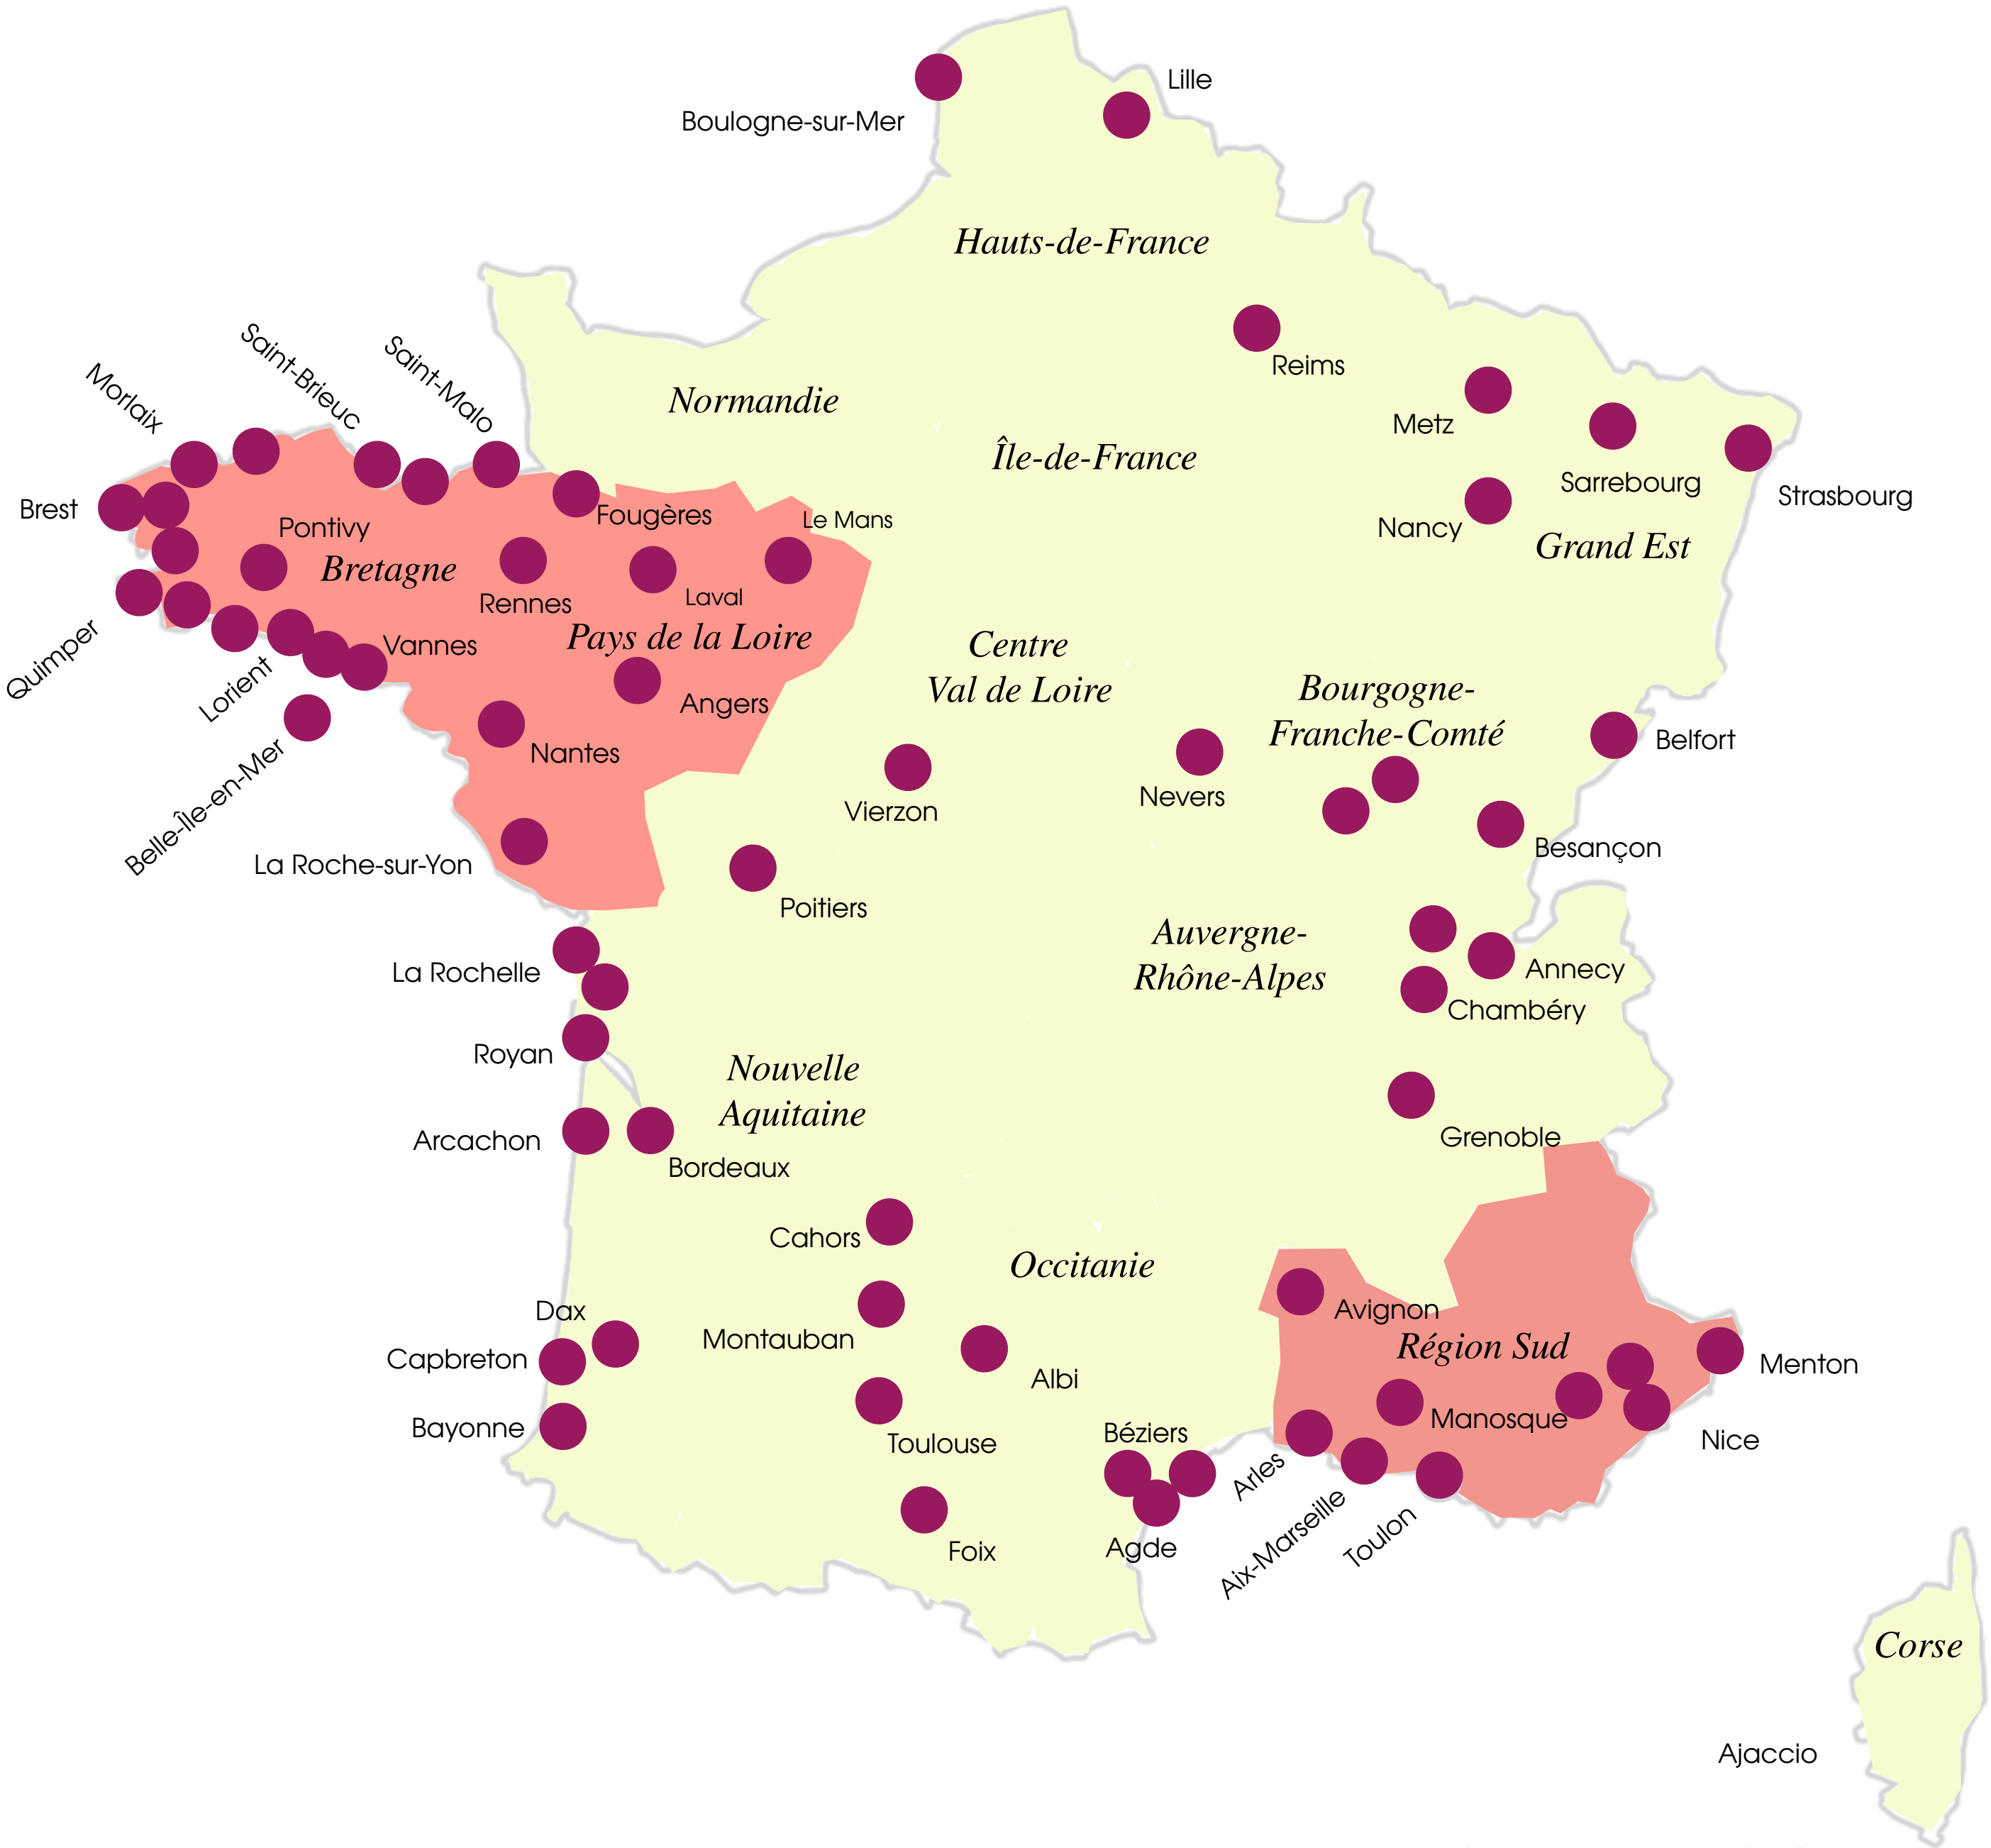 Lille
Boulogne-sur-Mer
Hauts-de-France
Saint-Brieuc
Saint-Malo
Morlaix
Reims
Normandie
Metz
Île-de-France
Sarrebourg
Strasbourg
Brest
Fougères
Le Mans
Pontivy
Nancy
Grand Est
Bretagne
Rennes
Laval
Quimper
Lorient
Vannes
Pays de la Loire
Centre
Val de Loire
Angers
Bourgogne-
Franche-Comté
Belfort
Nantes
Belle-Île-en-Mer
Vierzon
Nevers
Besançon
La Roche-sur-Yon
Poitiers
Auvergne-
Rhône-Alpes
La Rochelle
Annecy
Chambéry
Royan
Nouvelle
Aquitaine
Arcachon
Bordeaux
Grenoble
Cahors
Occitanie
Dax
Avignon
Montauban
Région Sud
Capbreton
Albi
Menton
Bayonne
Manosque
Toulouse
Béziers
Nice
Arles
Aix-Marseille
Toulon
Foix
Agde
Corse
Ajaccio